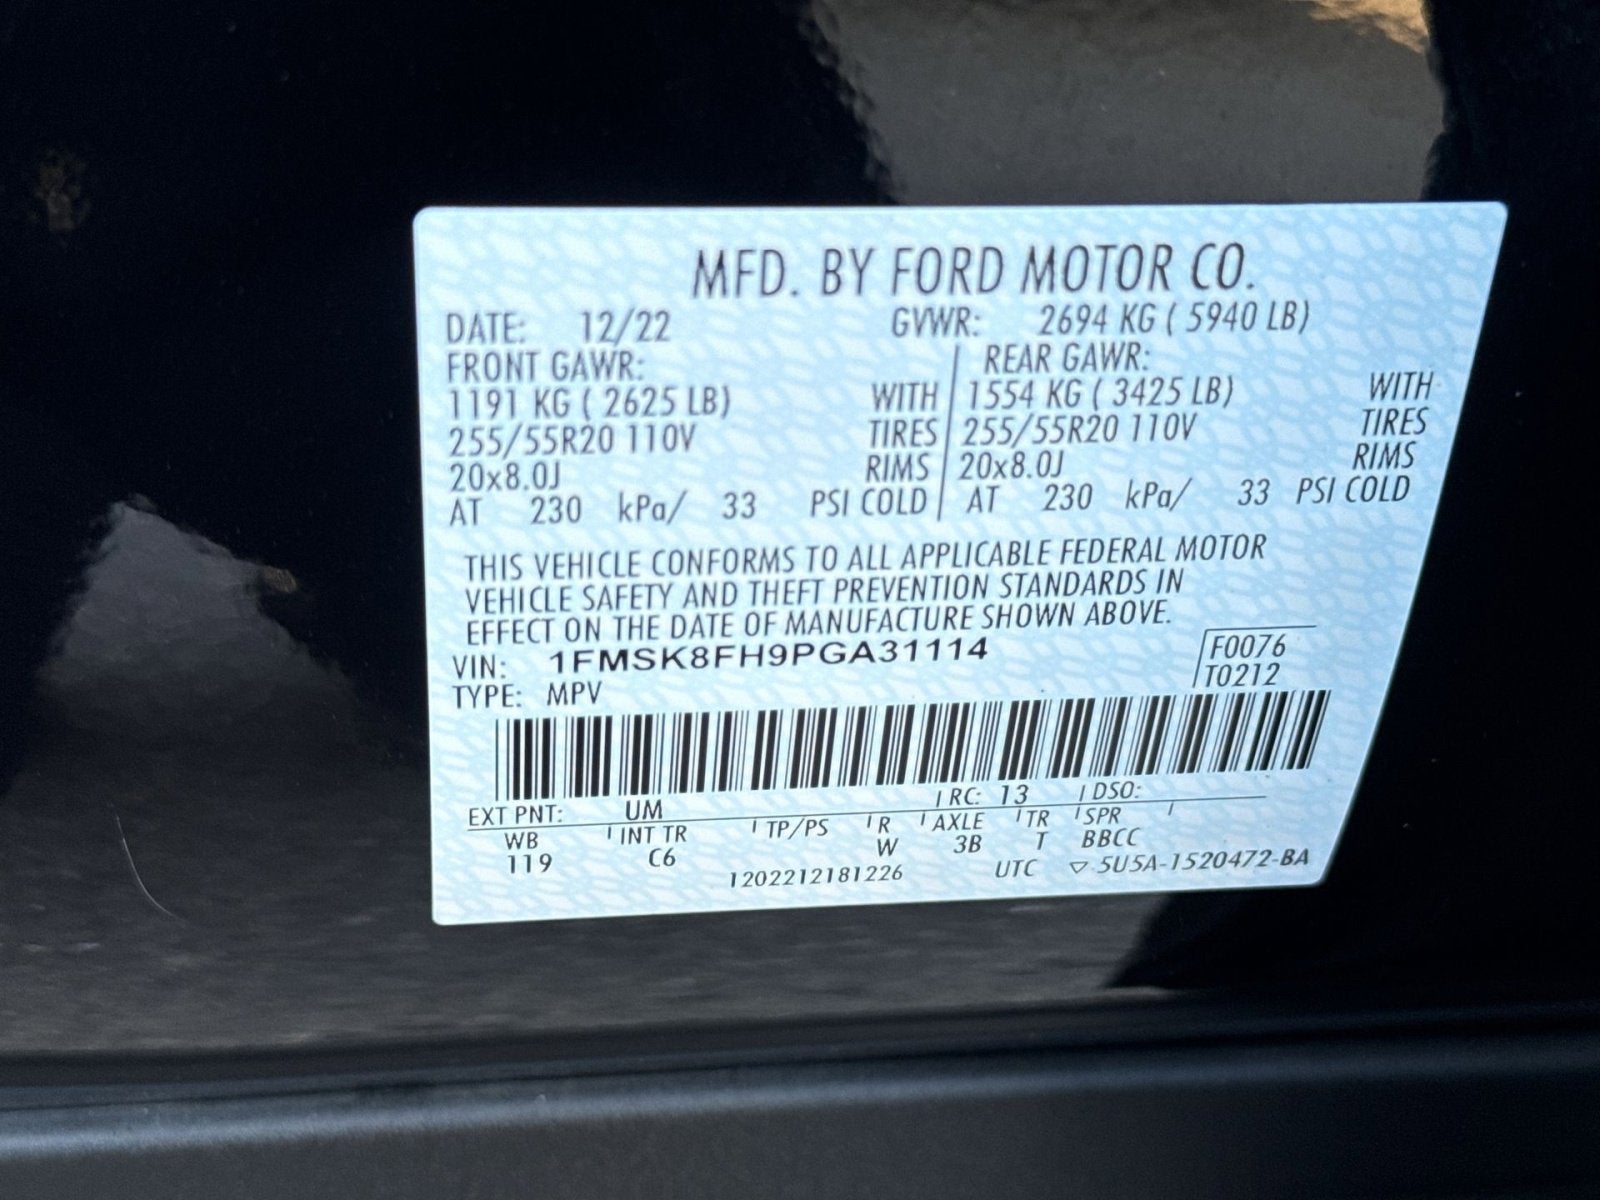 MFD. BY FORD MOTOR CO.
DATE: 12/22 GVWR: 2694 KG ( 5940 LB)
FRONT GAWR: REAR GAWR:
1191 KG ( 2625 LB) WITH 1554 KG ( 3425 LB) WITH
255/55R20 110V TIRES 255/55R20 110V TIRES
20x8.0J RIMS 20x8.0J RIMS
AT 230 kPa/ 33 PSI COLD AT 230 kPa/ 33 PSI COLD
THIS VEHICLE CONFORMS TO ALL APPLICABLE FEDERAL MOTOR
VEHICLE SAFETY AND THEFT PREVENTION STANDARDS IN
EFFECT ON THE DATE OF MANUFACTURE SHOWN ABOVE.
VIN: 1FMSK8FH9PGA31114 F0076
TYPE: MPV T0212
EXT PNT: UM RC: 13 DSO:
WB INT TR TP/PS R AXLE TR SPR
119 C6 W 3B T BBCC
1202212181226 UTC ▽ 5U5A-1520472-BA